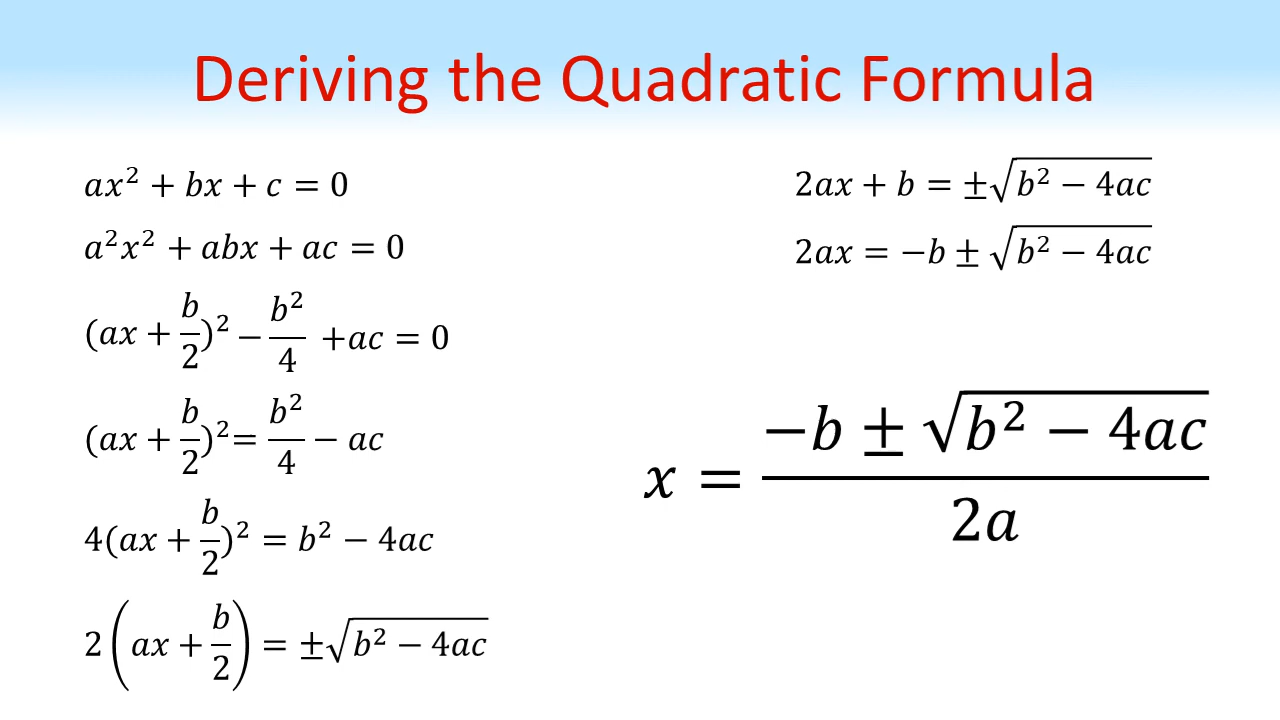 Deriving the Quadratic Formula
ax² + bx + c = 0
a²x² + abx + ac = 0
(ax + b/2)² − b²/4 +ac = 0
(ax + b/2)²= b²/4 − ac
4(ax + b/2)² = b² − 4ac
2(ax + b/2) = ±√(b² − 4ac)
2ax + b = ±√(b² − 4ac)
2ax = −b ± √(b² − 4ac)
x = (−b ± √(b² − 4ac))/2a